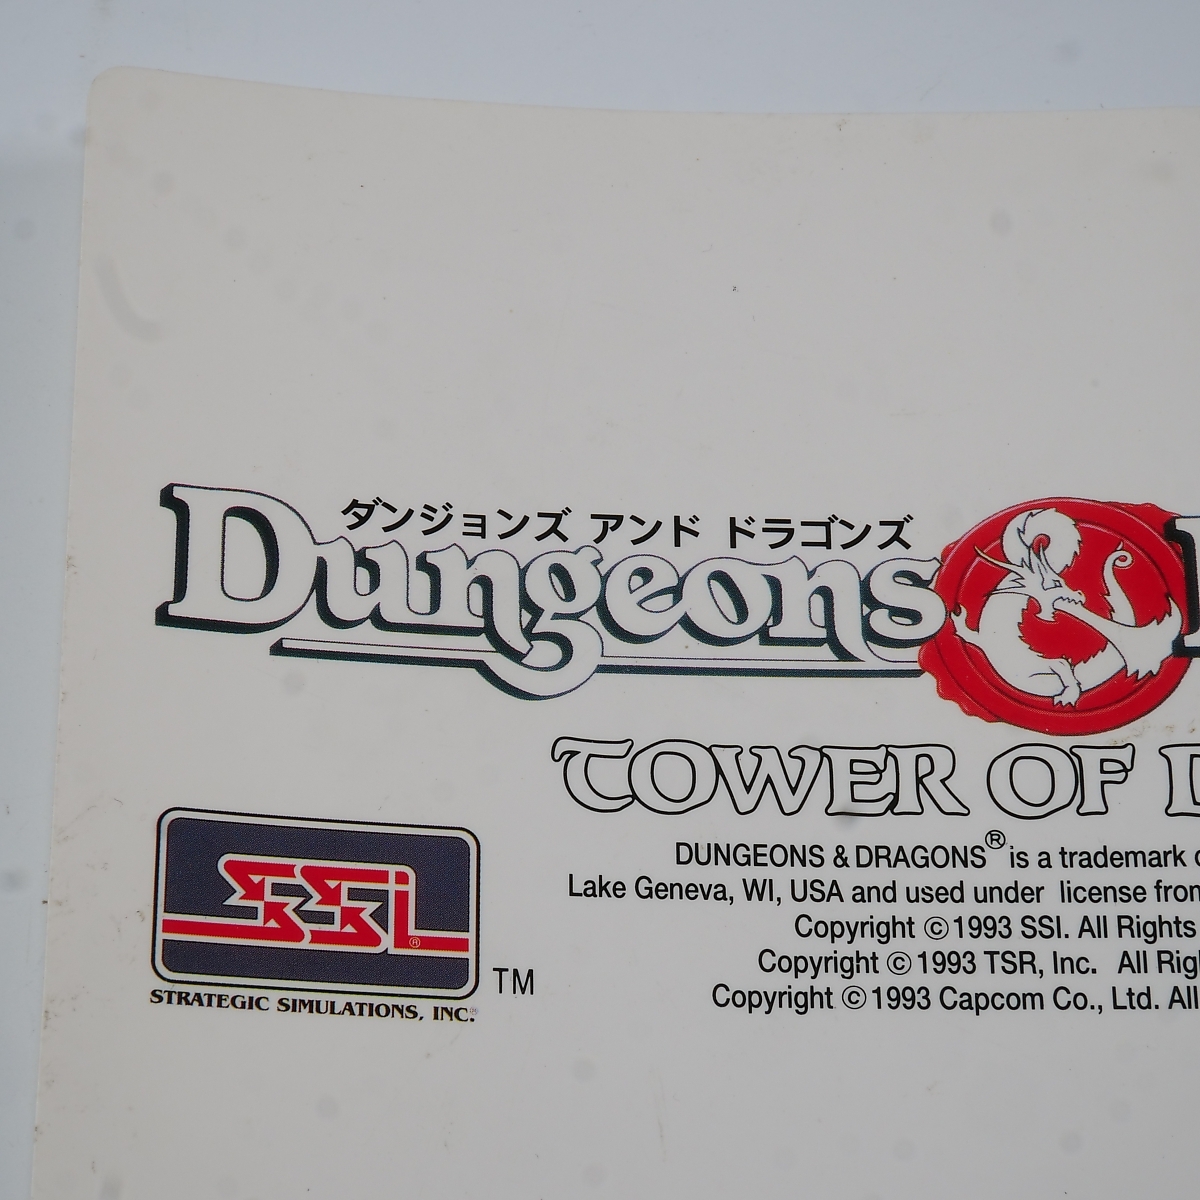 ダンジョンズ アンド ドラゴンズ
Dungeons
TOWER OF
DUNGEONS & DRAGONS® is a trademark
Lake Geneva, WI, USA and used under license from
Copyright © 1993 SSI. All Rights
Copyright © 1993 TSR, Inc. All
Copyright © 1993 Capcom Co., Ltd. All
SSI®
TM
STRATEGIC SIMULATIONS, INC.®